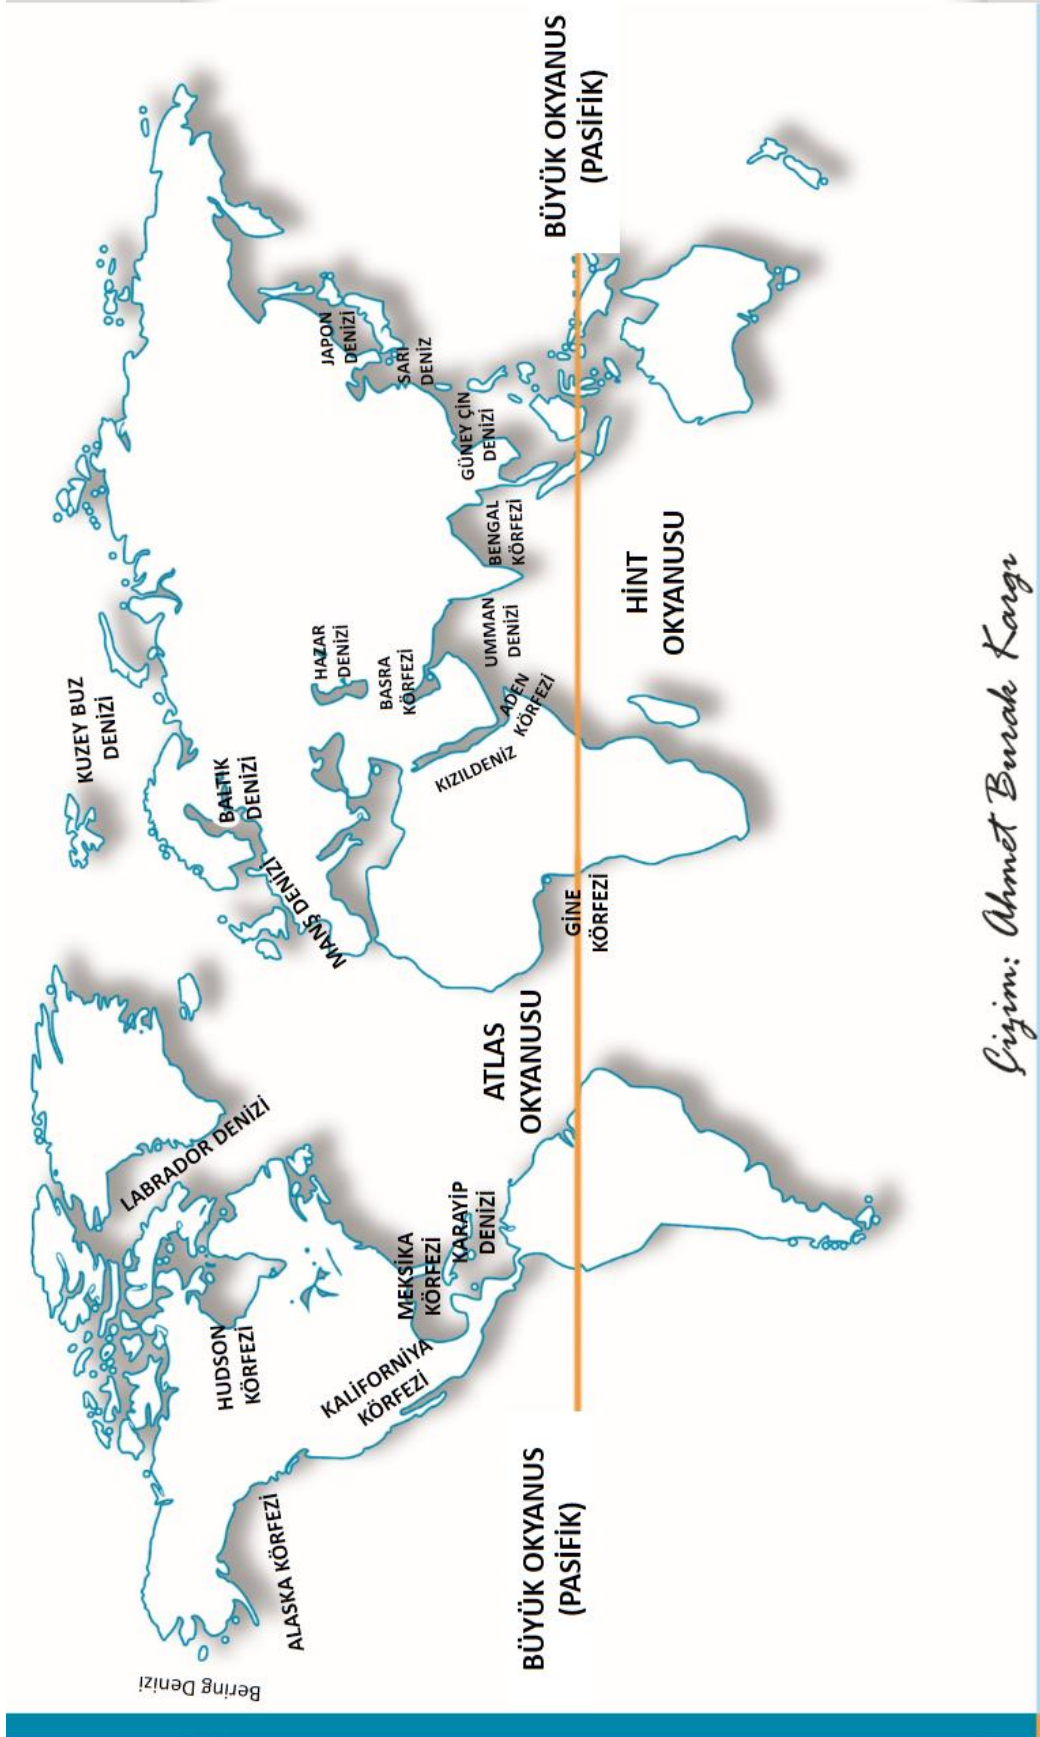 KUZEY BUZ
DENİZİ
LABRADOR DENİZİ
HUDSON
KÖRFEZİ
ALASKA KÖRFEZİ
Bering Denizi
KALİFORNİYA
KÖRFEZİ
MEKSİKA
KÖRFEZİ
KARAYİP
DENİZİ
BALTIK
DENİZİ
MANŞ DENİZİ
HAZAR
DENİZİ
BASRA
KÖRFEZİ
KIZILDENİZ
ADEN
KÖRFEZİ
UMMAN
DENİZİ
BENGAL
KÖRFEZİ
GÜNEY ÇİN
DENİZİ
SARI
DENİZ
JAPON
DENİZİ
BÜYÜK OKYANUS
(PASİFİK)
ATLAS
OKYANUSU
GİNE
KÖRFEZİ
HİNT
OKYANUSU
BÜYÜK OKYANUS
(PASİFİK)
Çizim: Ahmet Burak Kargı